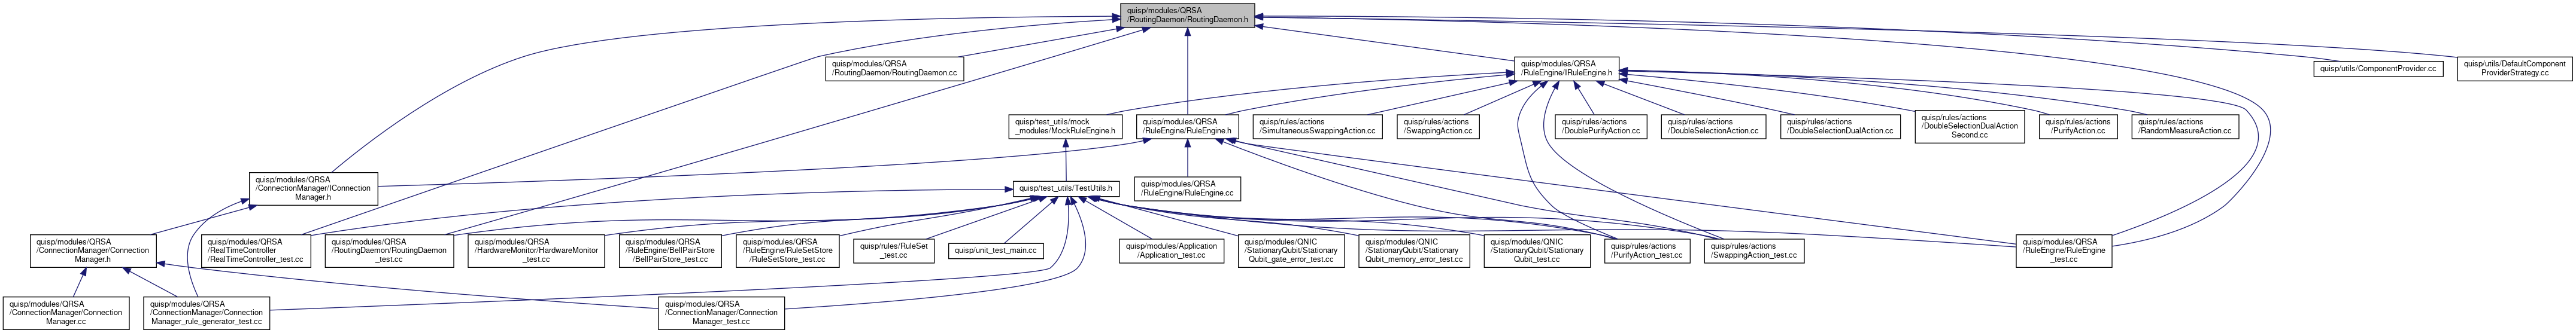 quisp/modules/QRSA
/RoutingDaemon/RoutingDaemon.h
quisp/modules/QRSA
/RoutingDaemon/RoutingDaemon.cc
quisp/modules/QRSA
/RuleEngine/IRuleEngine.h
quisp/utils/ComponentProvider.cc
quisp/utils/DefaultComponent
ProviderStrategy.cc
quisp/test_utils/mock
_modules/MockRuleEngine.h
quisp/modules/QRSA
/RuleEngine/RuleEngine.h
quisp/rules/actions
/SimultaneousSwappingAction.cc
quisp/rules/actions
/SwappingAction.cc
quisp/rules/actions
/DoublePurifyAction.cc
quisp/rules/actions
/DoubleSelectionAction.cc
quisp/rules/actions
/DoubleSelectionDualAction.cc
quisp/rules/actions
/DoubleSelectionDualAction
Second.cc
quisp/rules/actions
/PurifyAction.cc
quisp/rules/actions
/RandomMeasureAction.cc
quisp/modules/QRSA
/ConnectionManager/IConnection
Manager.h
quisp/test_utils/TestUtils.h
quisp/modules/QRSA
/RuleEngine/RuleEngine.cc
quisp/modules/QRSA
/ConnectionManager/Connection
Manager.h
quisp/modules/QRSA
/RealTimeController
/RealTimeController_test.cc
quisp/modules/QRSA
/RoutingDaemon/RoutingDaemon
_test.cc
quisp/modules/QRSA
/HardwareMonitor/HardwareMonitor
_test.cc
quisp/modules/QRSA
/RuleEngine/BellPairStore
/BellPairStore_test.cc
quisp/modules/QRSA
/RuleEngine/RuleSetStore
/RuleSetStore_test.cc
quisp/rules/RuleSet
_test.cc
quisp/unit_test_main.cc
quisp/modules/Application
/Application_test.cc
quisp/modules/QNIC
/StationaryQubit/Stationary
Qubit_gate_error_test.cc
quisp/modules/QNIC
/StationaryQubit/Stationary
Qubit_memory_error_test.cc
quisp/modules/QNIC
/StationaryQubit/Stationary
Qubit_test.cc
quisp/rules/actions
/PurifyAction_test.cc
quisp/rules/actions
/SwappingAction_test.cc
quisp/modules/QRSA
/RuleEngine/RuleEngine
_test.cc
quisp/modules/QRSA
/ConnectionManager/Connection
Manager.cc
quisp/modules/QRSA
/ConnectionManager/Connection
Manager_rule_generator_test.cc
quisp/modules/QRSA
/ConnectionManager/Connection
Manager_test.cc